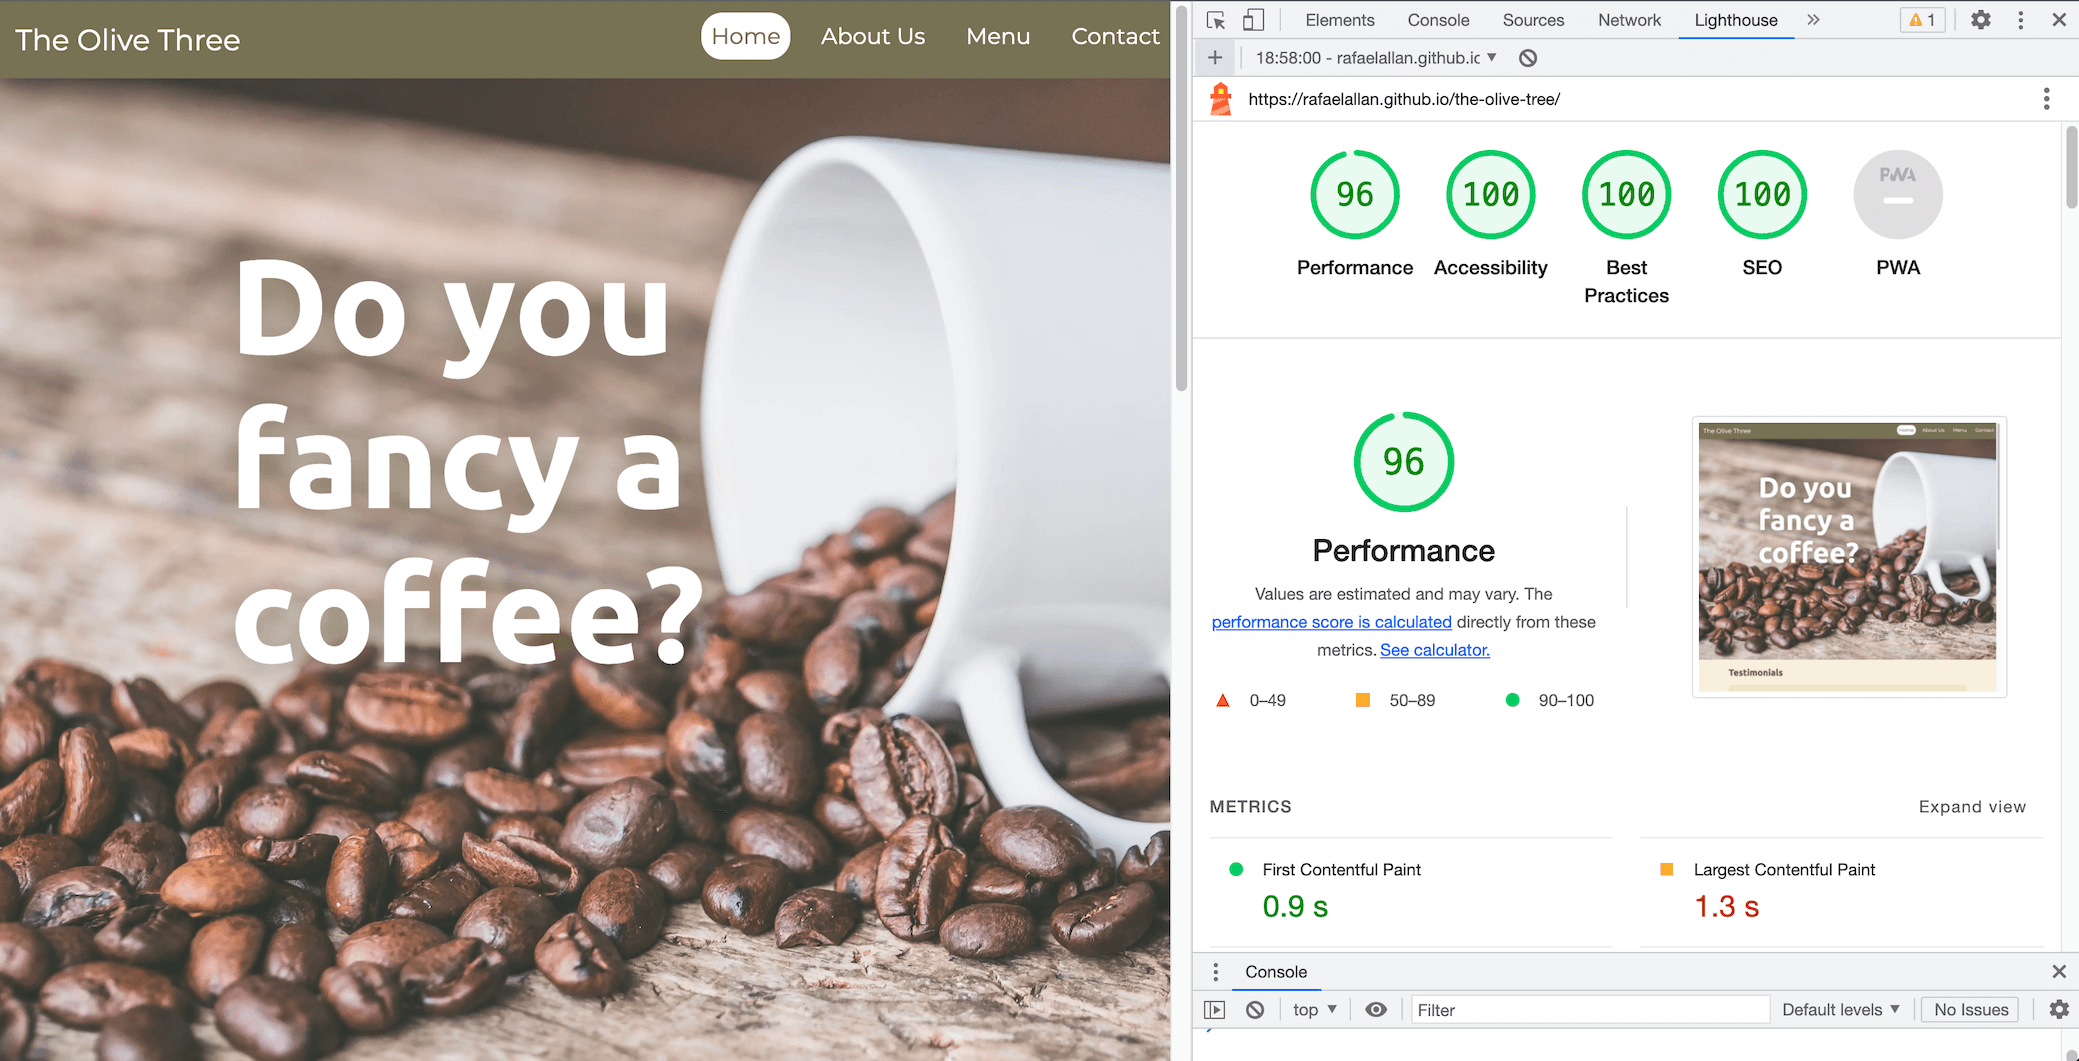 The Olive Three
Home About Us Menu Contact
Do you
fancy a
coffee?
Elements Console Sources Network Lighthouse 1
18:58:00 - rafaelallan.github.io
https://rafaelallan.github.io/the-olive-tree/
96 100 100 100 PWA
Performance Accessibility Best Practices SEO PWA
96
Performance
Values are estimated and may vary. The
performance score is calculated directly from these
metrics. See calculator.
0–49 50–89 90–100
The Olive Three Home About Us Menu Contact
Do you
fancy a
coffee?
Testimonials
METRICS Expand view
First Contentful Paint Largest Contentful Paint
0.9 s 1.3 s
Console
top Filter Default levels No Issues